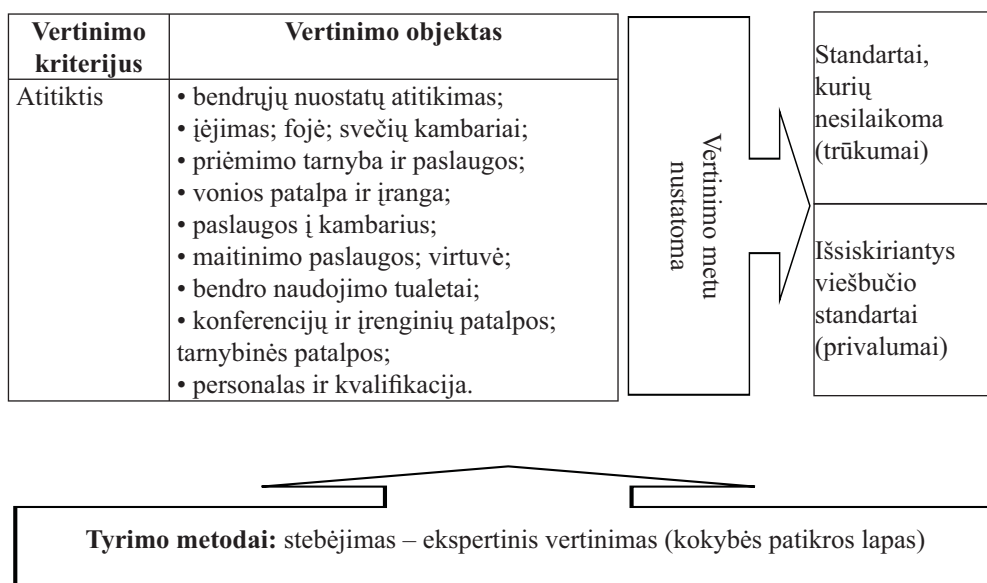 Vertinimo
kriterijus
Vertinimo objektas
Atitiktis
• bendrųjų nuostatų atitikimas;
• įėjimas; fojė; svečių kambariai;
• priėmimo tarnyba ir paslaugos;
• vonios patalpa ir įranga;
• paslaugos į kambarius;
• maitinimo paslaugos; virtuvė;
• bendro naudojimo tualetai;
• konferencijų ir įrenginių patalpos;
tarnybinės patalpos;
• personalas ir kvalifikacija.
Vertinimo metu
nustatoma
Standartai,
kurių
nesilaikoma
(trūkumai)
Išsiskiriantys
viešbučio
standartai
(privalumai)
Tyrimo metodai: stebėjimas – ekspertinis vertinimas (kokybės patikros lapas)